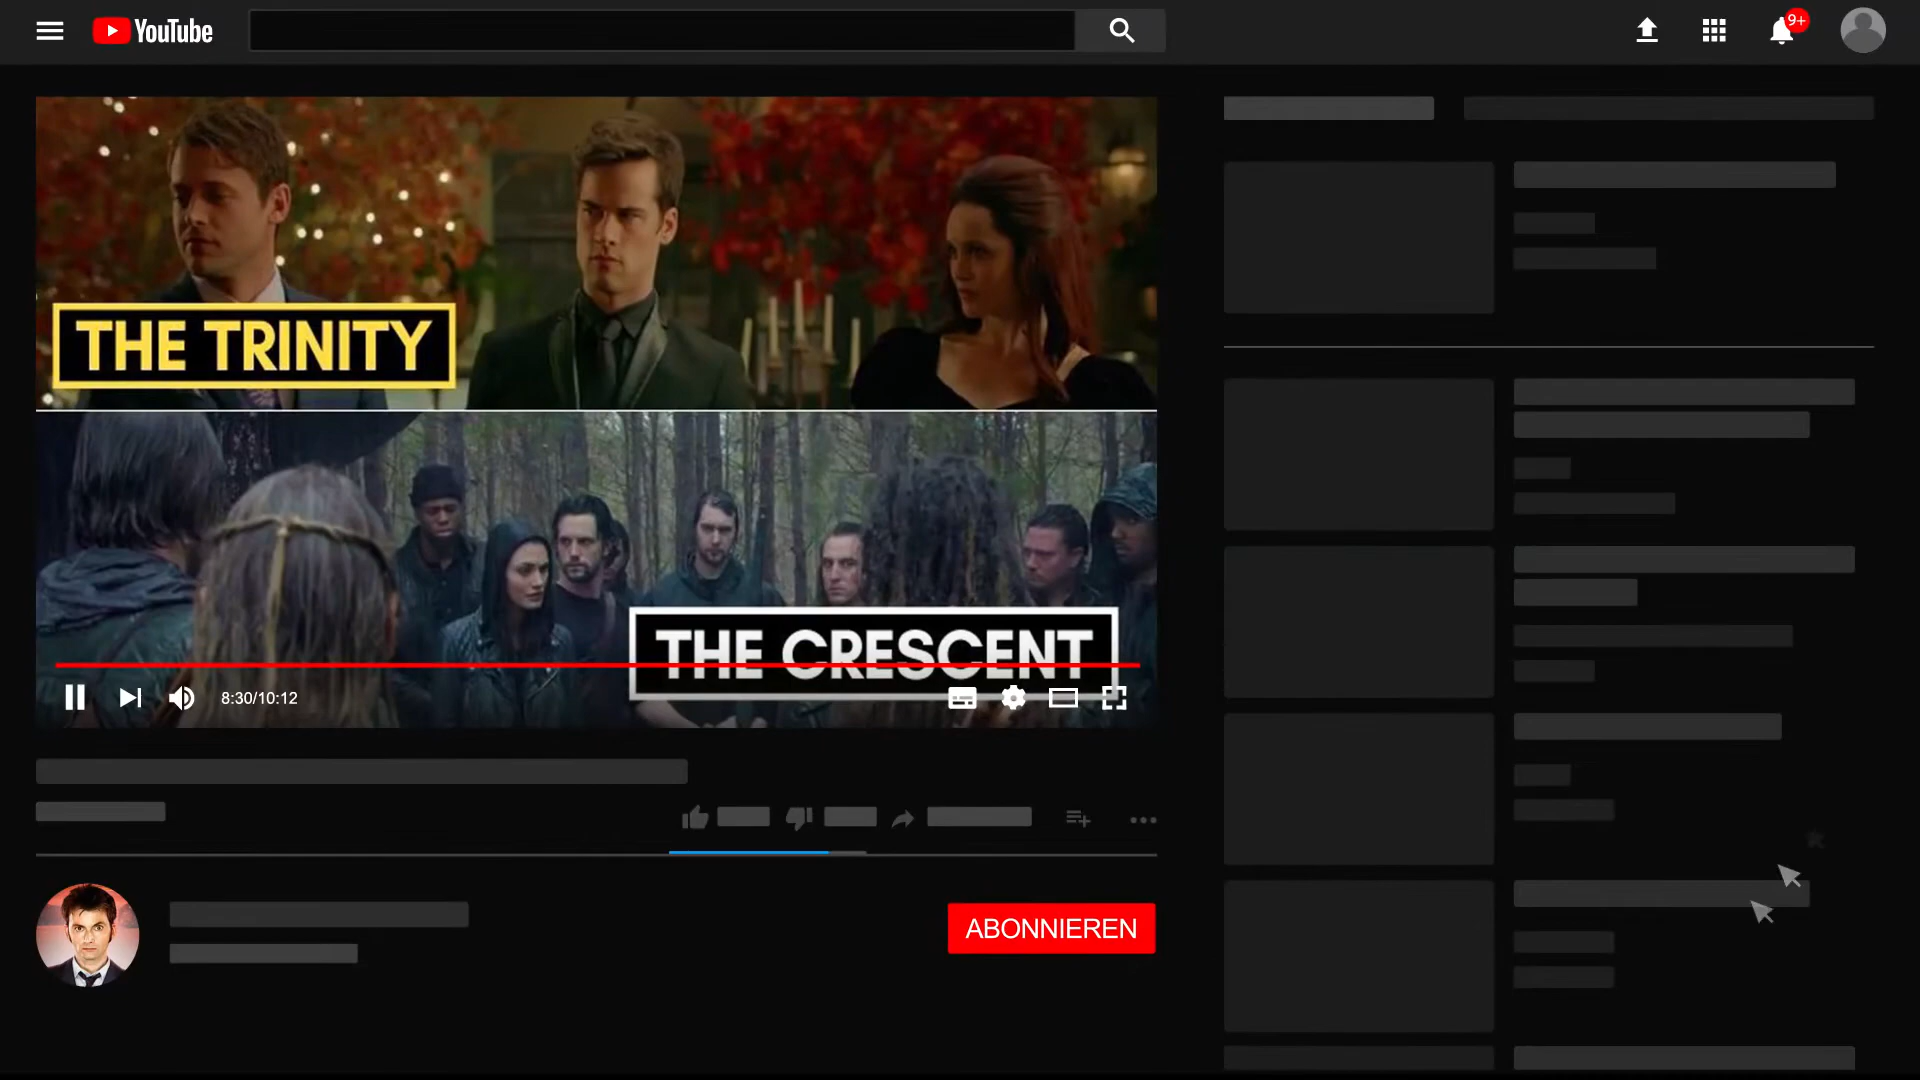 YouTube
9+
THE TRINITY
THE CRESCENT
8:30/10:12
ABONNIEREN